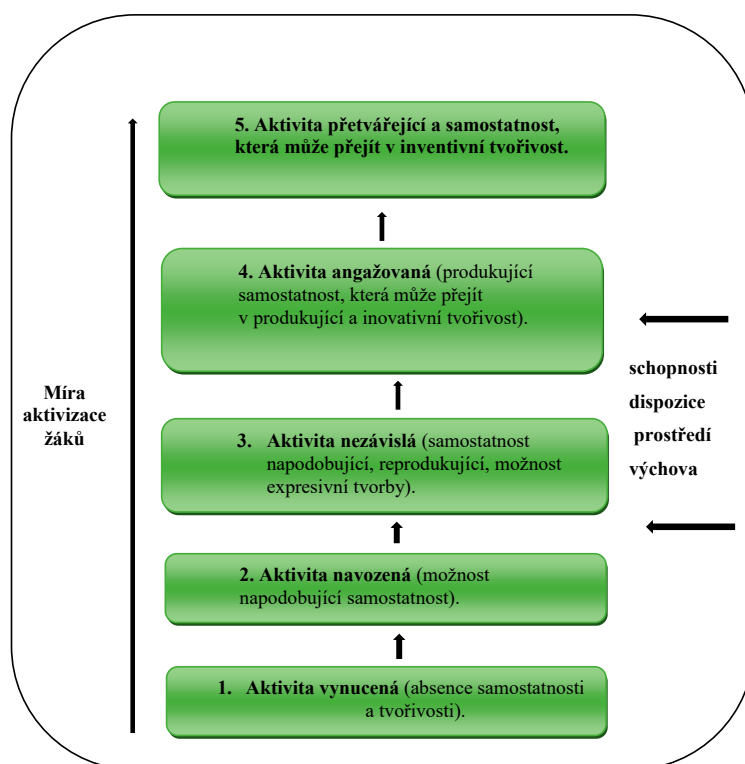 5. Aktivita přetvářející a samostatnost,
která může přejít v inventivní tvořivost.
4. Aktivita angažovaná (produkující
samostatnost, která může přejít
v produkující a inovativní tvořivost).
Míra
aktivizace
žáků
schopnosti
dispozice
prostředí
výchova
3. Aktivita nezávislá (samostatnost
napodobující, reprodukující, možnost
expresivní tvorby).
2. Aktivita navozená (možnost
napodobující samostatnost).
1. Aktivita vynucená (absence samostatnosti
a tvořivosti).